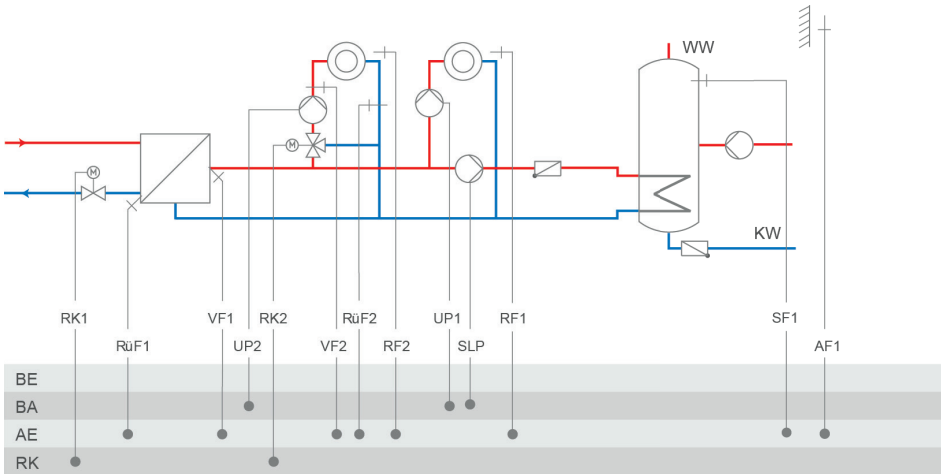 WW
M
M
KW
RK1 VF1 RK2 RüF2 UP1 RF1 SF1
RüF1 UP2 VF2 RF2 SLP AF1
BE
BA
AE
RK